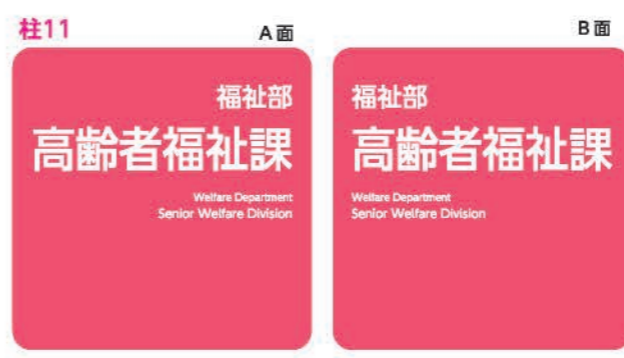 柱11
A面
福祉部
高齢者福祉課
Welfare Department
Senior Welfare Division
B面
福祉部
高齢者福祉課
Welfare Department
Senior Welfare Division